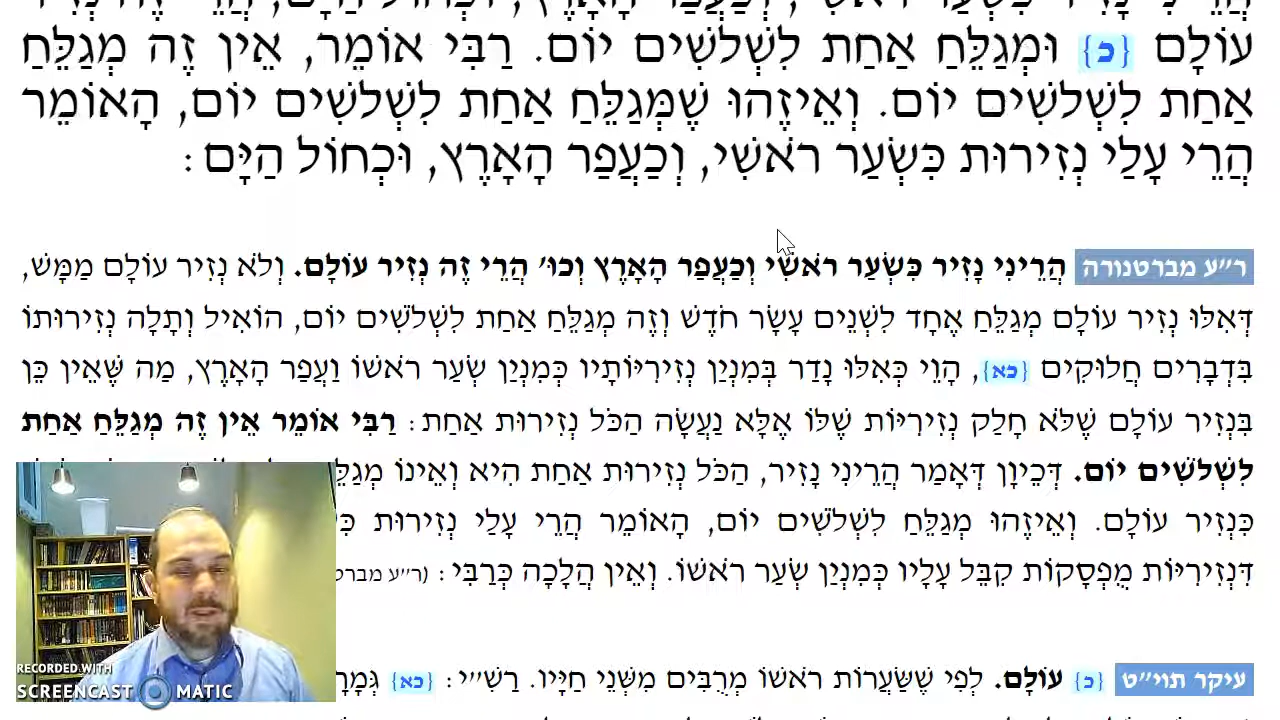 עוֹלָם {כ} וּמְגַלֵּחַ אַחַת לִשְׁלֹשִׁים יוֹם. רַבִּי אוֹמֵר, אֵין זֶה מְגַלֵּחַ
אַחַת לִשְׁלֹשִׁים יוֹם. וְאֵיזֶהוּ שֶׁמְּגַלֵּחַ אַחַת לִשְׁלֹשִׁים יוֹם, הָאוֹמֵר
הֲרֵי עָלַי נְזִירוּת כִּשְׂעַר רֹאשִׁי, וְכַעֲפַר הָאָרֶץ, וּכְחוֹל הַיָּם:
ר״ע מברטנורה הֲרֵינִי נָזִיר כִּשְׂעַר רֹאשִׁי וְכַעֲפַר הָאָרֶץ וְכוּ׳ הֲרֵי זֶה נְזִיר עוֹלָם. וְלֹא נְזִיר עוֹלָם מַמָּשׁ,
דְּאִלּוּ נְזִיר עוֹלָם מְגַלֵּחַ אֶחָד לִשְׁנֵים עָשָׂר חֹדֶשׁ וְזֶה מְגַלֵּחַ אַחַת לִשְׁלֹשִׁים יוֹם, הוֹאִיל וְתָלָה נְזִירוּתוֹ
בִּדְבָרִים חֲלוּקִים {כא}, הָוֵי כְּאִלּוּ נָדַר בְּמִנְיַן נְזִירִיּוֹתָיו כְּמִנְיַן שְׂעַר רֹאשׁוֹ וַעֲפַר הָאָרֶץ, מַה שֶּׁאֵין כֵּן
בִּנְזִיר עוֹלָם שֶׁלֹּא חָלַק נְזִירִיּוֹת שֶׁלּוֹ אֶלָּא נַעֲשָׂה הַכֹּל נְזִירוּת אַחַת: רַבִּי אוֹמֵר אֵין זֶה מְגַלֵּחַ אַחַת
לִשְׁלֹשִׁים יוֹם. דְּכֵיוָן דְּאָמַר הֲרֵינִי נָזִיר, הַכֹּל נְזִירוּת אַחַת הִיא וְאֵינוֹ
כִּנְזִיר עוֹלָם. וְאֵיזֶהוּ מְגַלֵּחַ אַחַת לִשְׁלֹשִׁים יוֹם, הָאוֹמֵר הֲרֵי עָלַי נְזִירוּת
דִּנְזִירִיּוֹת מֻפְסָקוֹת קִבֵּל עָלָיו כְּמִנְיַן שְׂעַר רֹאשׁוֹ. וְאֵין הֲלָכָה כְּרַבִּי: (ר״ע
עיקר תוי״ט {כ} עוֹלָם. לְפִי שֶׁשַּׂעֲרוֹת רֹאשׁוֹ מְרֻבִּים מִשְּׁנֵי חַיָּיו. רַשִׁ״י: {כא} גְּמָרָ
RECORDED WITH
SCREENCAST MATIC